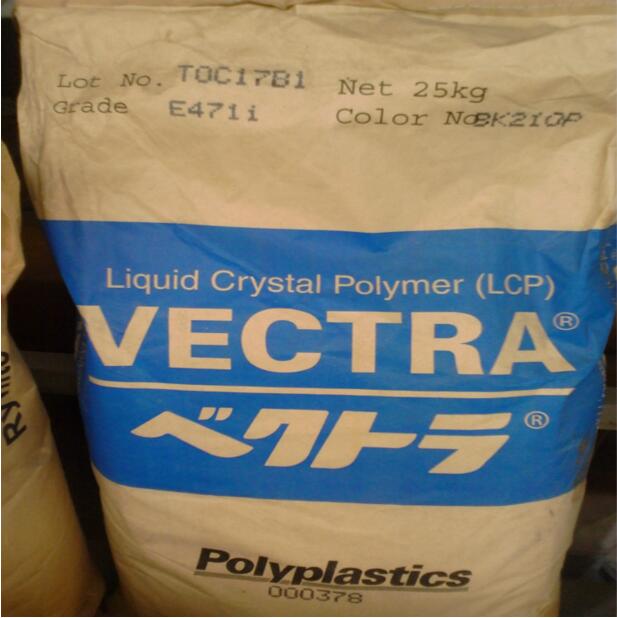 Lot No. TOC17B1 Net 25kg
Grade E471i Color No BK210P
Liquid Crystal Polymer (LCP)
VECTRA®
ベクトラ®
Polyplastics
000378